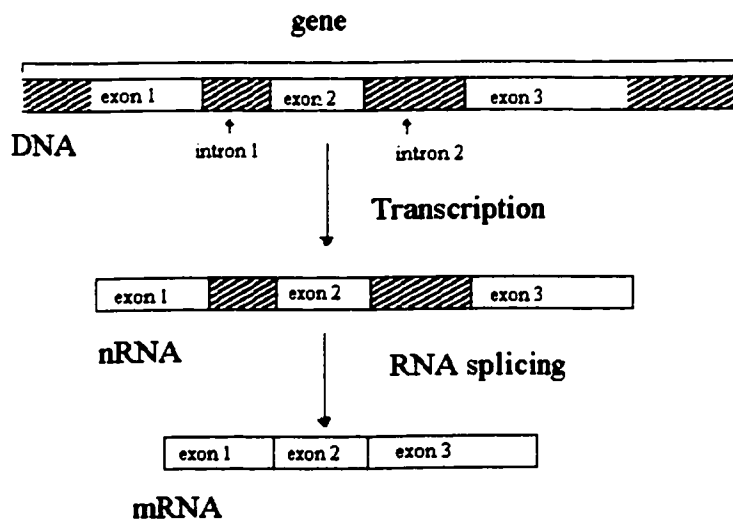 gene
exon 1 exon 2 exon 3
DNA intron 1 intron 2
Transcription
exon 1 exon 2 exon 3
nRNA RNA splicing
exon 1 exon 2 exon 3
mRNA